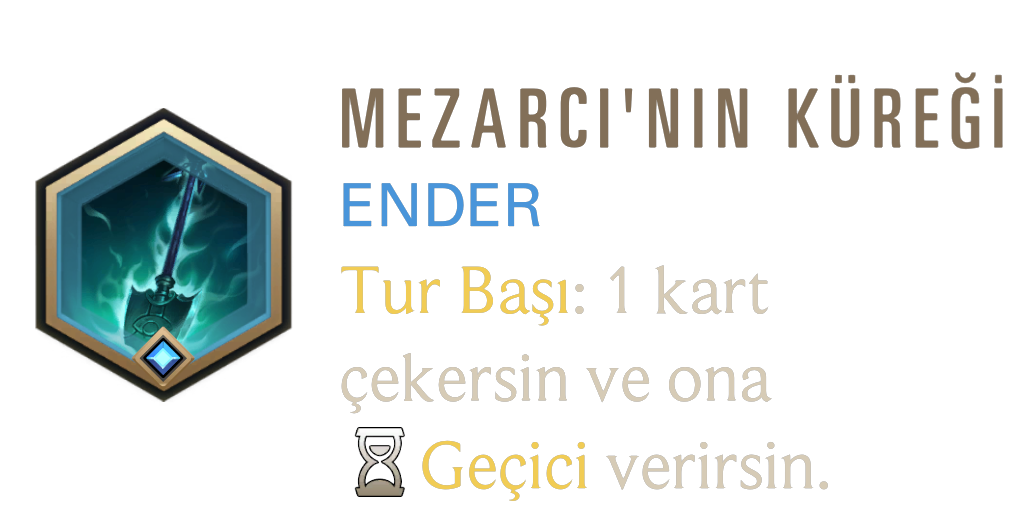 MEZARCI'NIN KÜREĞİ
ENDER
Tur Başı: 1 kart
çekersin ve ona
Geçici verirsin.